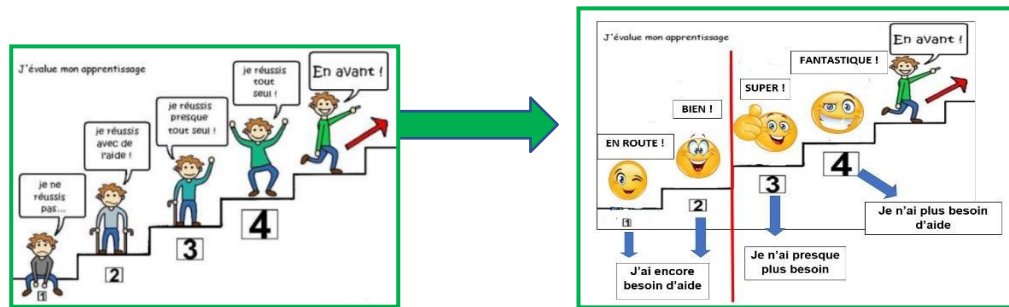 J'évalue mon apprentissage
je ne
réussis
pas...
je réussis
avec de
l'aide !
je réussis
presque
tout seul !
je réussis
tout
seul !
En avant !
1
2
3
4
J'évalue mon apprentissage
EN ROUTE !
BIEN !
SUPER !
FANTASTIQUE !
En avant !
1
2
3
4
J'ai encore
besoin d'aide
Je n'ai presque
plus besoin
Je n'ai plus besoin
d'aide